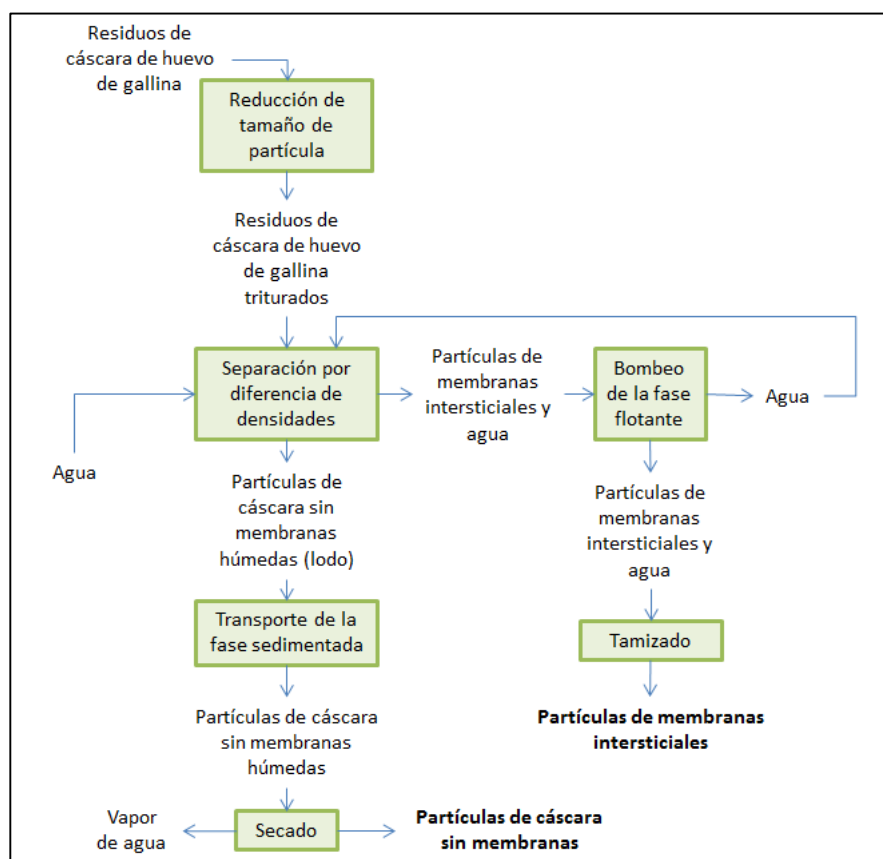 Residuos de
cáscara de huevo
de gallina
Reducción de
tamaño de
partícula
Residuos de
cáscara de huevo
de gallina
triturados
Separación por
diferencia de
densidades
Partículas de
membranas
intersticiales y
agua
Bombeo
de la fase
flotante
Agua
Agua
Partículas de
cáscara sin
membranas
húmedas (lodo)
Partículas de
membranas
intersticiales y
agua
Transporte de la
fase sedimentada
Tamizado
Partículas de cáscara
sin membranas
húmedas
Partículas de membranas
intersticiales
Vapor
de agua
Secado
Partículas de cáscara
sin membranas